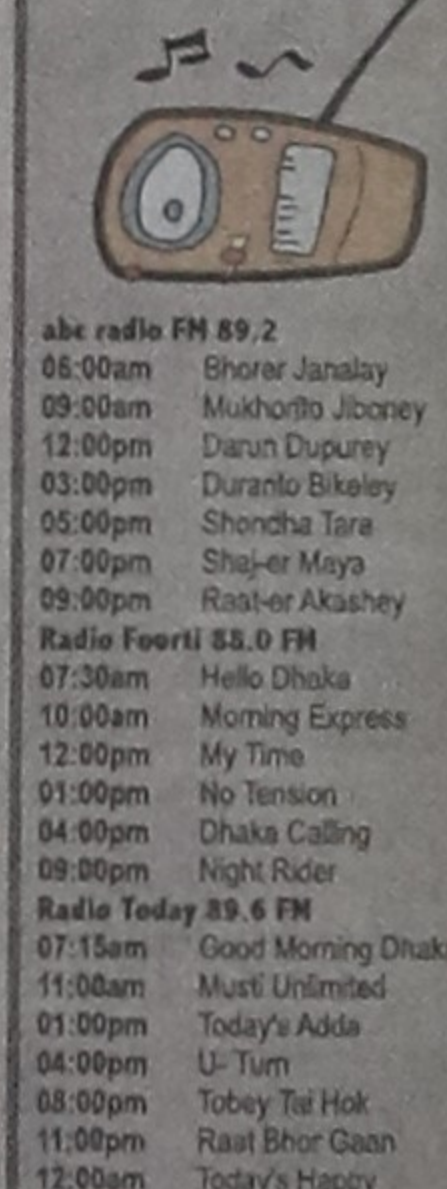 abc radio FM 89.2
06:00am Bhorer Janalay
09:00am Mukhorito Jiboney
12:00pm Darun Dupurey
03:00pm Duranto Bikeley
05:00pm Shondha Tara
07:00pm Shaj-er Maya
09:00pm Raat-er Akashey
Radio Foorti 88.0 FM
07:30am Hello Dhaka
10:00am Morning Express
12:00pm My Time
01:00pm No Tension
04:00pm Dhaka Calling
09:00pm Night Rider
Radio Today 89.6 FM
07:15am Good Morning Dhak
11:00am Musti Unlimited
01:00pm Today's Adda
04:00pm U- Turn
08:00pm Tobey Tai Hok
11:00pm Raat Bhor Gaan
12:00am Today's Happy